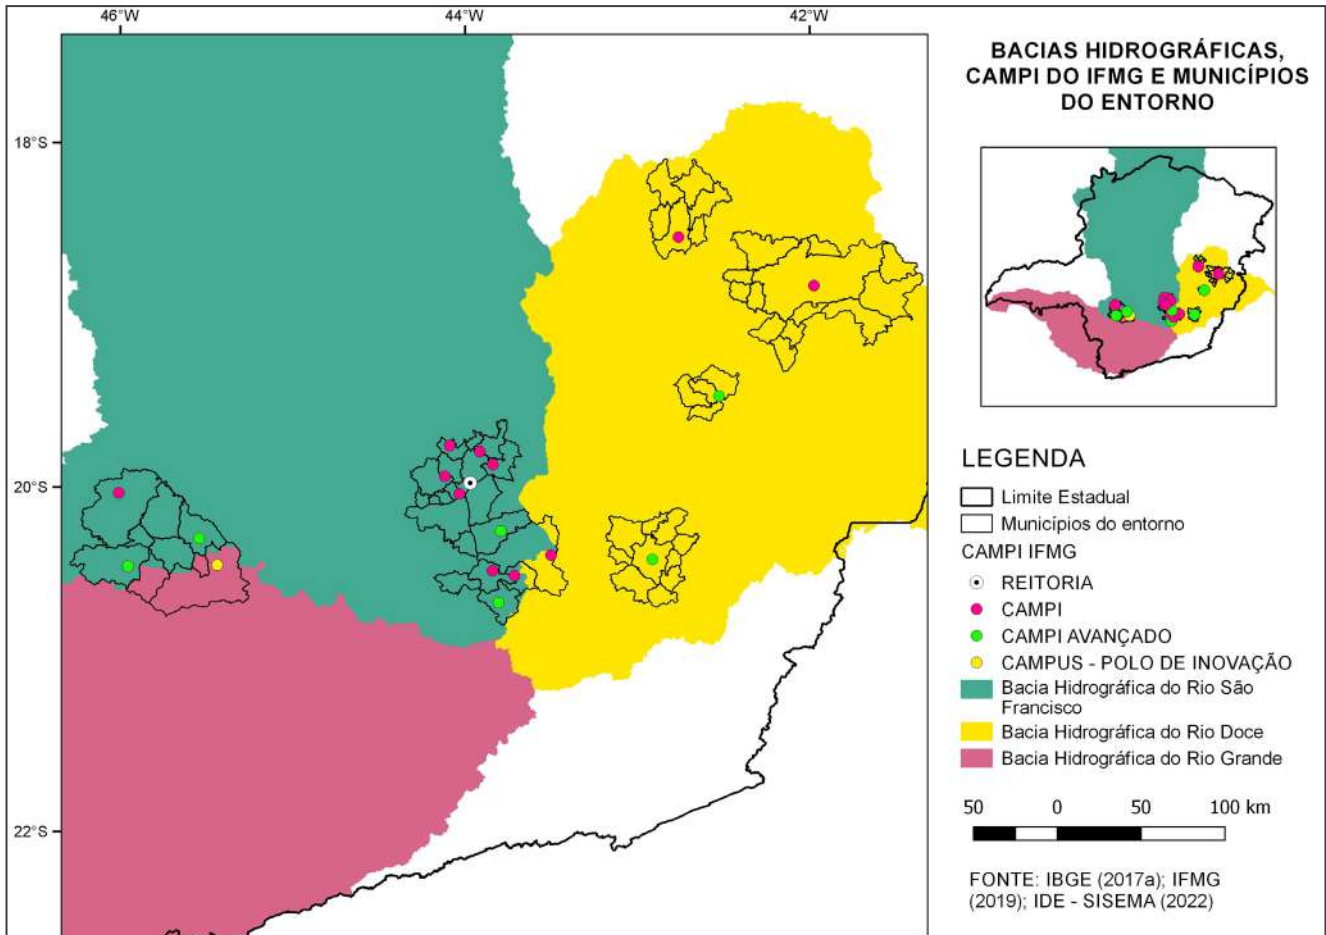 46°W
44°W
42°W
18°S
20°S
22°S
BACIAS HIDROGRÁFICAS,
CAMPI DO IFMG E MUNICÍPIOS
DO ENTORNO
LEGENDA
Limite Estadual
Municípios do entorno
CAMPI IFMG
REITORIA
CAMPI
CAMPI AVANÇADO
CAMPUS - POLO DE INOVAÇÃO
Bacia Hidrográfica do Rio São
Francisco
Bacia Hidrográfica do Rio Doce
Bacia Hidrográfica do Rio Grande
50 0 50 100 km
FONTE: IBGE (2017a); IFMG
(2019); IDE - SISEMA (2022)